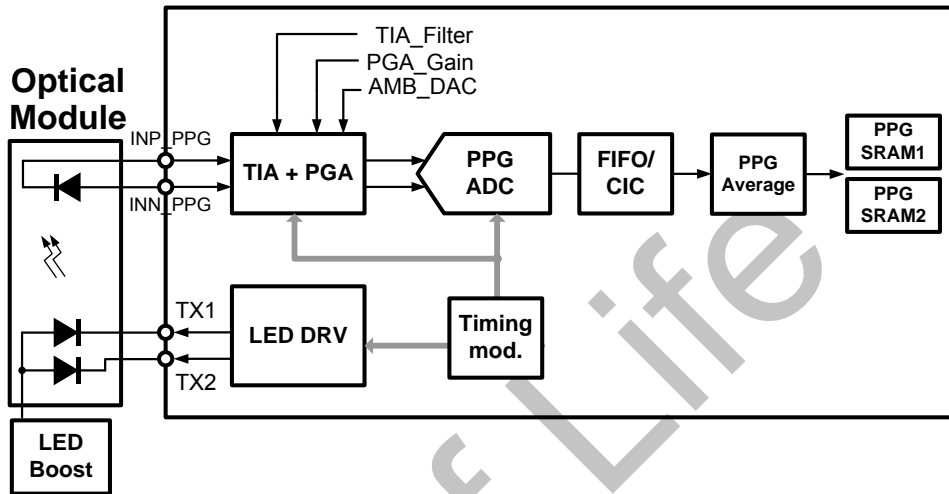 TIA_Filter
PGA_Gain
AMB_DAC
Optical
Module
INP_PPG
INN_PPG
TIA + PGA
PPG
ADC
FIFO/
CIC
PPG
Average
PPG
SRAM1
PPG
SRAM2
TX1
TX2
LED DRV
Timing
mod.
LED
Boost
f Life